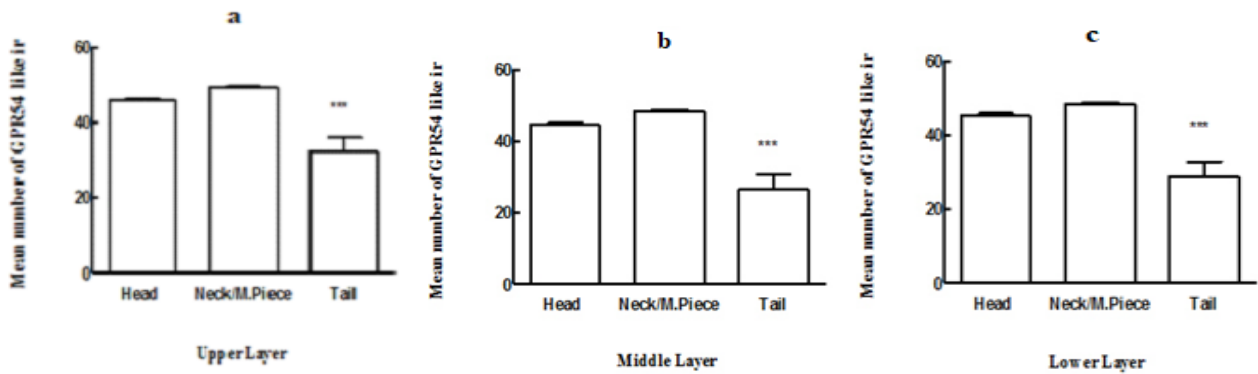 a
Mean number of GPR54 like ir
60
40
20
0
***
Head Neck/M.Piece Tail
Upper Layer
b
Mean number of GPR54 like ir
60
40
20
0
***
Head Neck/M.Piece Tail
Middle Layer
c
Mean number of GPR54 like ir
60
40
20
0
***
Head Neck/M.Piece Tail
Lower Layer